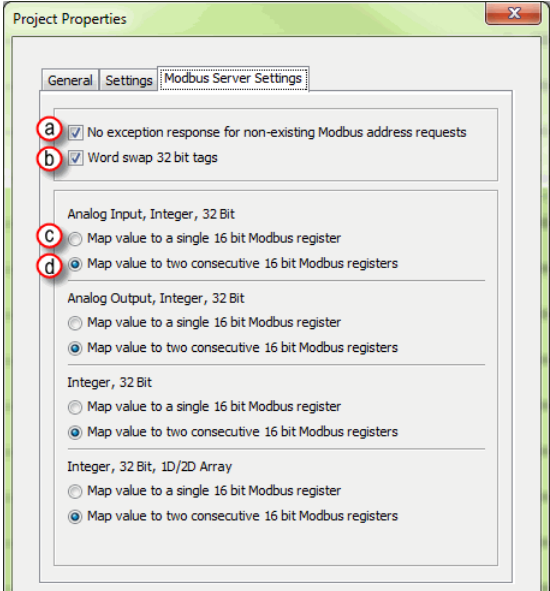 Project Properties
General Settings Modbus Server Settings
a No exception response for non-existing Modbus address requests
b Word swap 32 bit tags
Analog Input, Integer, 32 Bit
c Map value to a single 16 bit Modbus register
d Map value to two consecutive 16 bit Modbus registers
Analog Output, Integer, 32 Bit
Map value to a single 16 bit Modbus register
Map value to two consecutive 16 bit Modbus registers
Integer, 32 Bit
Map value to a single 16 bit Modbus register
Map value to two consecutive 16 bit Modbus registers
Integer, 32 Bit, 1D/2D Array
Map value to a single 16 bit Modbus register
Map value to two consecutive 16 bit Modbus registers